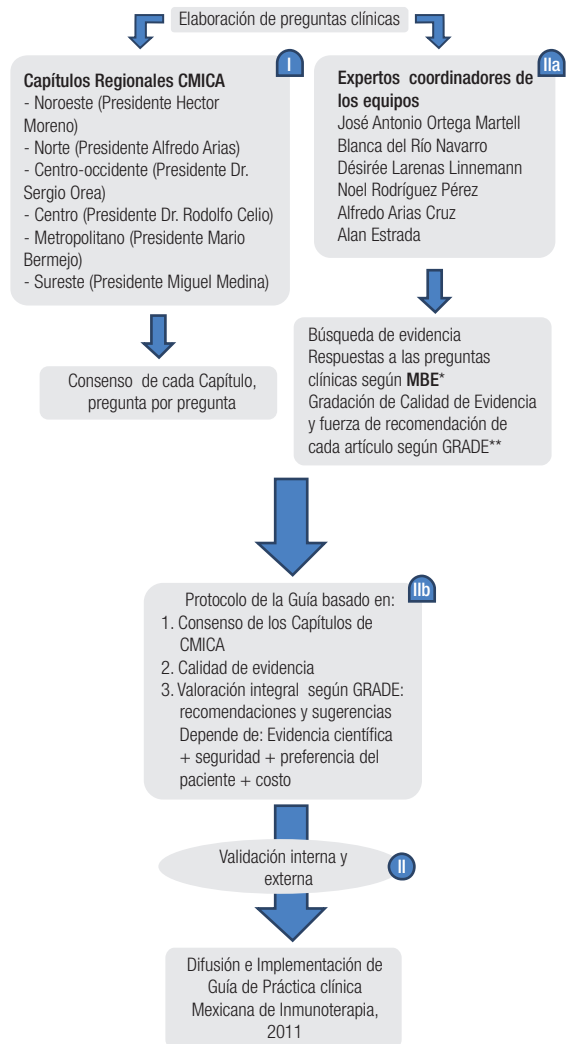 Elaboración de preguntas clínicas
I
Capítulos Regionales CMICA
- Noroeste (Presidente Hector
Moreno)
- Norte (Presidente Alfredo Arias)
- Centro-occidente (Presidente Dr.
Sergio Orea)
- Centro (Presidente Dr. Rodolfo Celio)
- Metropolitano (Presidente Mario
Bermejo)
- Sureste (Presidente Miguel Medina)
Consenso de cada Capítulo,
pregunta por pregunta
IIa
Expertos coordinadores de
los equipos
José Antonio Ortega Martell
Blanca del Río Navarro
Désirée Larenas Linnemann
Noel Rodríguez Pérez
Alfredo Arias Cruz
Alan Estrada
Búsqueda de evidencia
Respuestas a las preguntas
clínicas según MBE*
Gradación de Calidad de Evidencia
y fuerza de recomendación de
cada artículo según GRADE**
IIb
Protocolo de la Guía basado en:
1. Consenso de los Capítulos de
CMICA
2. Calidad de evidencia
3. Valoración integral según GRADE:
recomendaciones y sugerencias
Depende de: Evidencia científica
+ seguridad + preferencia del
paciente + costo
Validación interna y
externa
II
Difusión e Implementación de
Guía de Práctica clínica
Mexicana de Inmunoterapia,
2011